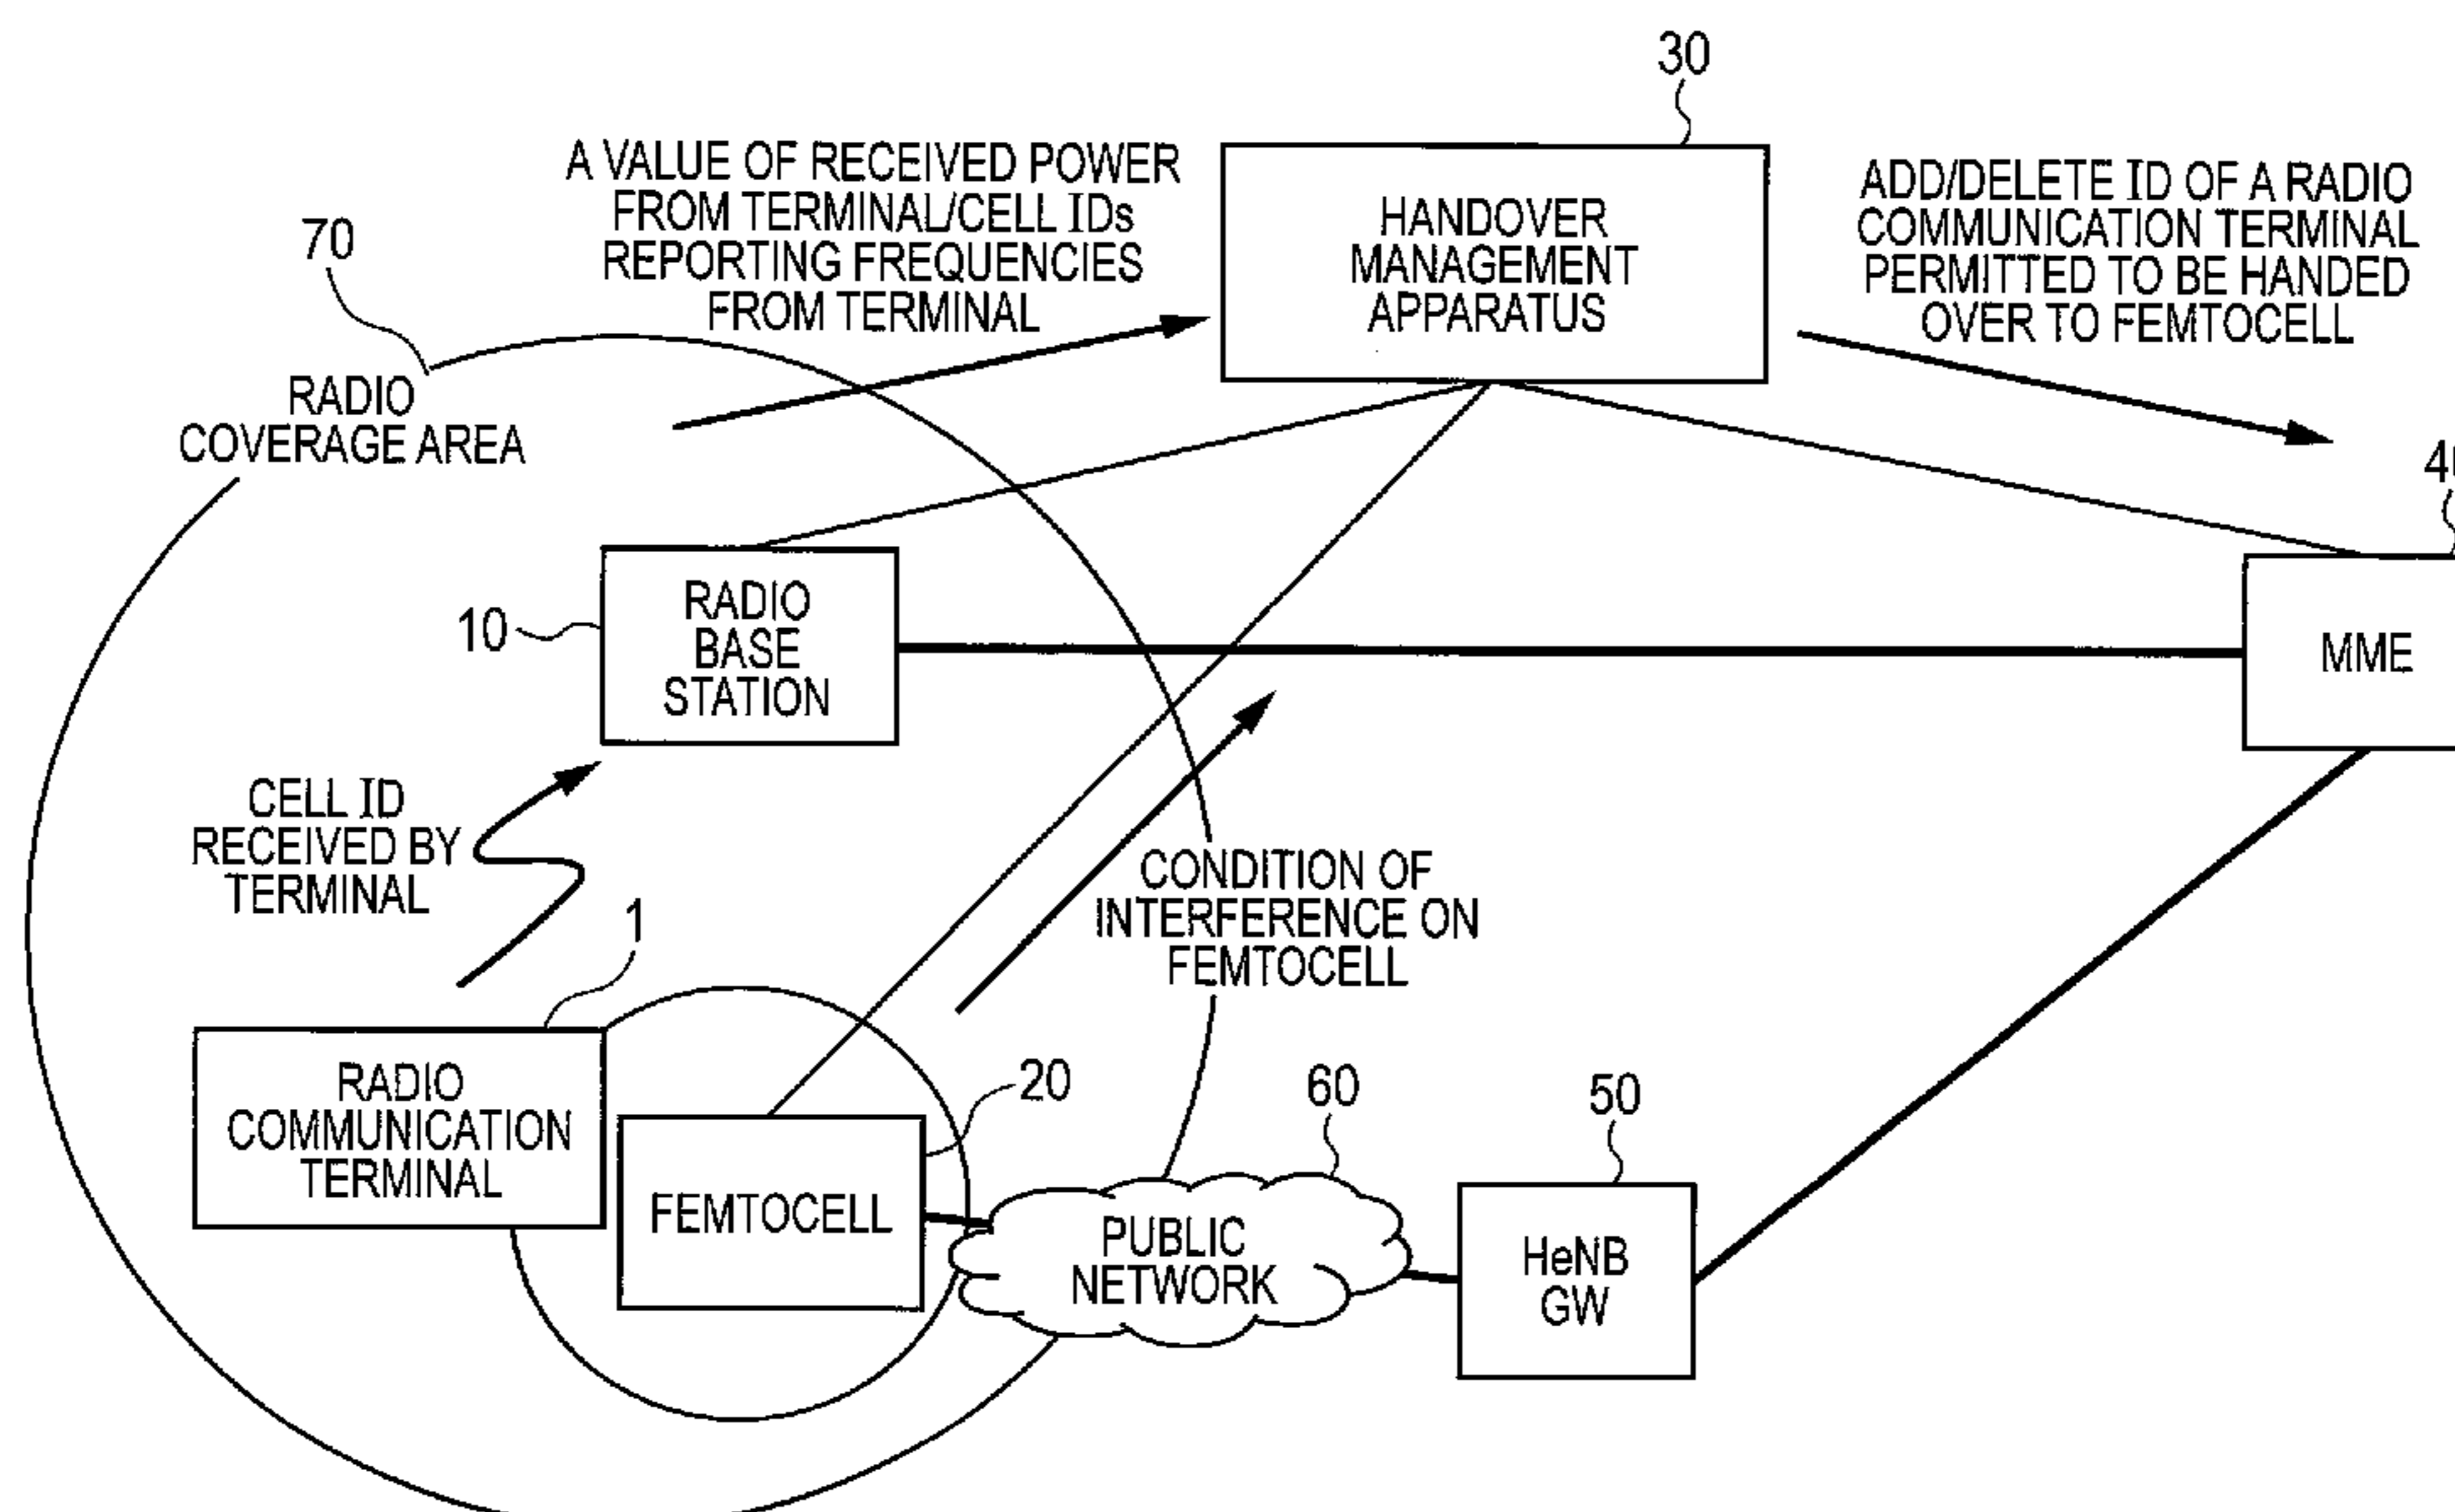 30
A VALUE OF RECEIVED POWER
FROM TERMINAL/CELL IDs
REPORTING FREQUENCIES
FROM TERMINAL
HANDOVER
MANAGEMENT
APPARATUS
ADD/DELETE ID OF A RADIO
COMMUNICATION TERMINAL
PERMITTED TO BE HANDED
OVER TO FEMTOCELL
70
RADIO
COVERAGE AREA
10
RADIO
BASE
STATION
MME
CELL ID
RECEIVED BY
TERMINAL
1
CONDITION OF
INTERFERENCE ON
FEMTOCELL
RADIO
COMMUNICATION
TERMINAL
20
FEMTOCELL
60
PUBLIC
NETWORK
50
HeNB
GW